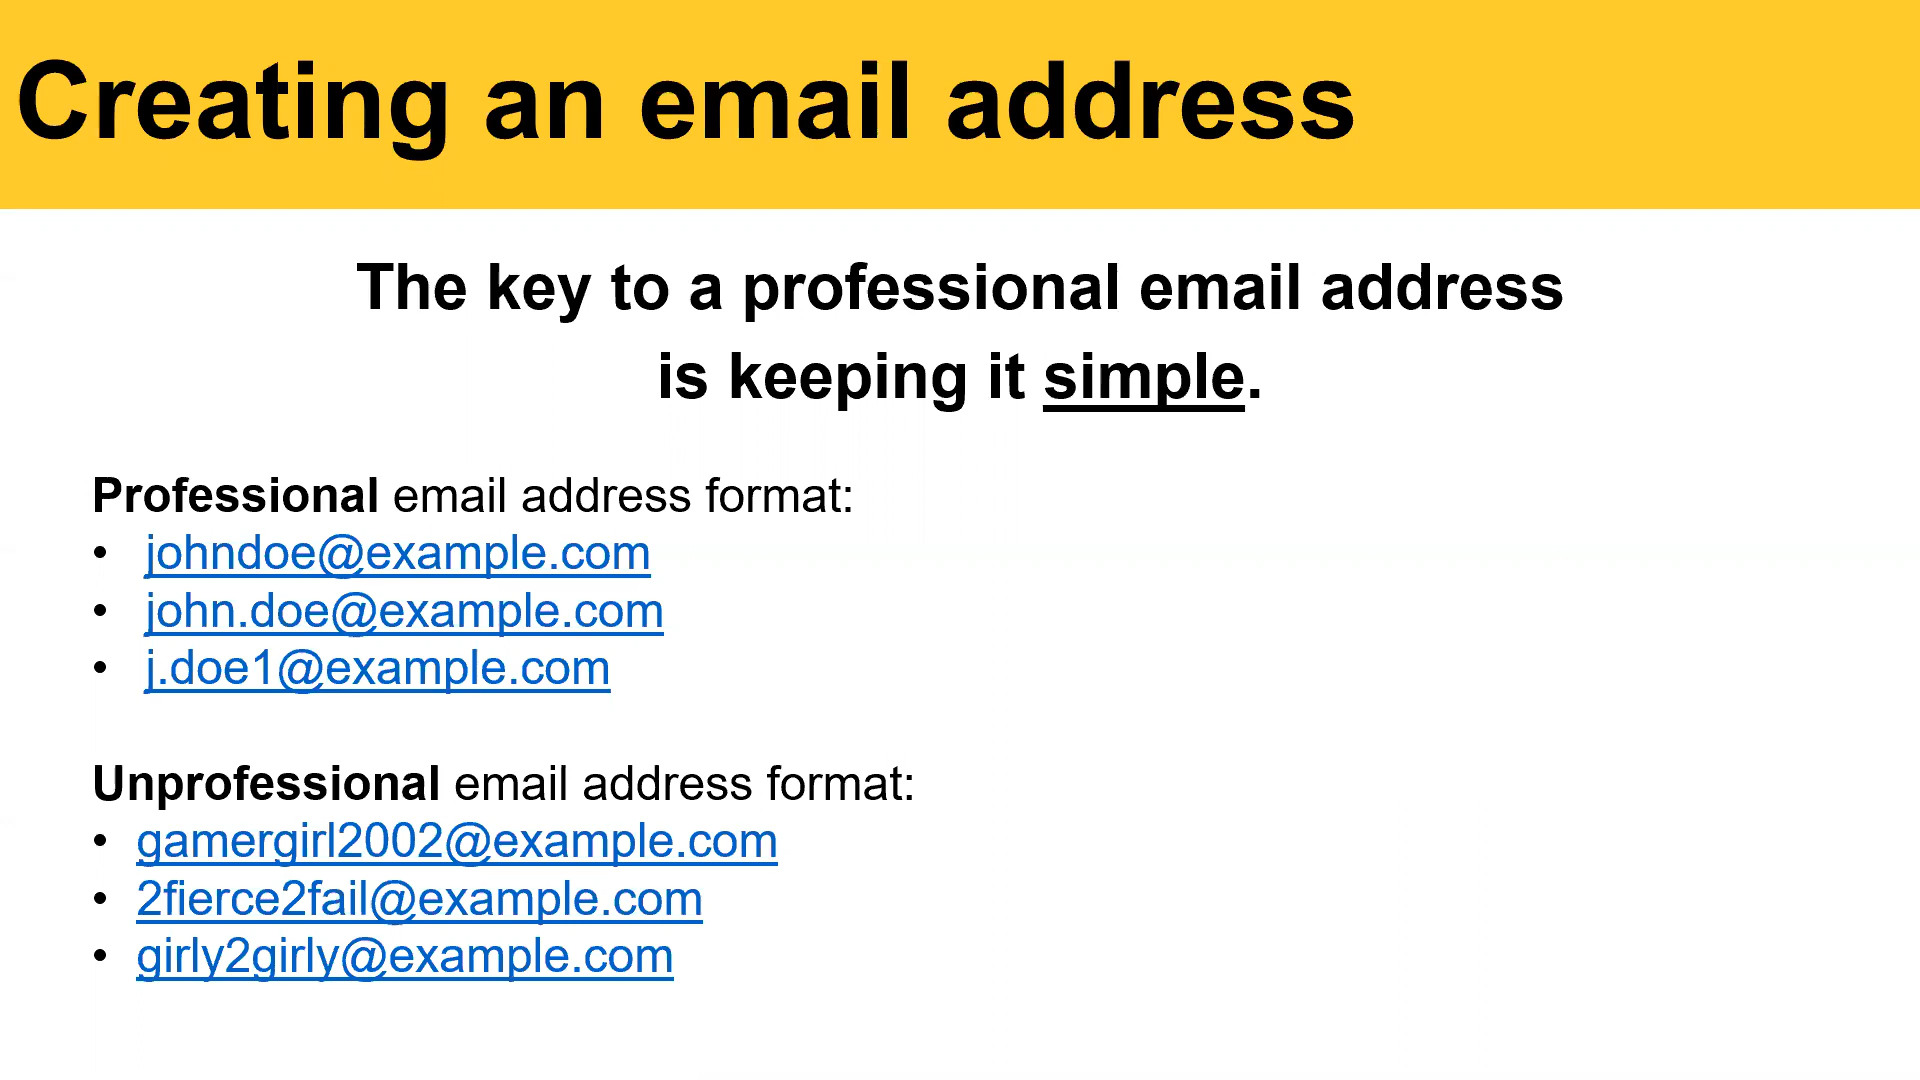 Creating an email address
The key to a professional email address
is keeping it simple.
Professional email address format:
• johndoe@example.com
• john.doe@example.com
• j.doe1@example.com
Unprofessional email address format:
• gamergirl2002@example.com
• 2fierce2fail@example.com
• girly2girly@example.com